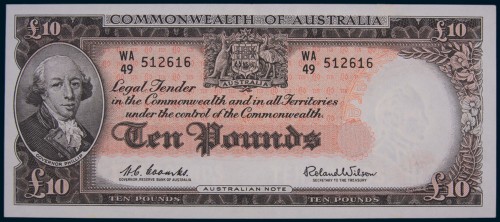 COMMONWEALTH OF AUSTRALIA
£10 £10
WA 49 512616
WA 49 512616
AUSTRALIA
Legal Tender
in the Commonwealth and in all Territories
under the control of the Commonwealth.
Ten Pounds
GOVERNOR PHILLIP
H.C. Coombs.
Roland Wilson
GOVERNOR RESERVE BANK OF AUSTRALIA
SECRETARY TO THE TREASURY
£10 £10
AUSTRALIAN NOTE
TEN POUNDS TEN POUNDS